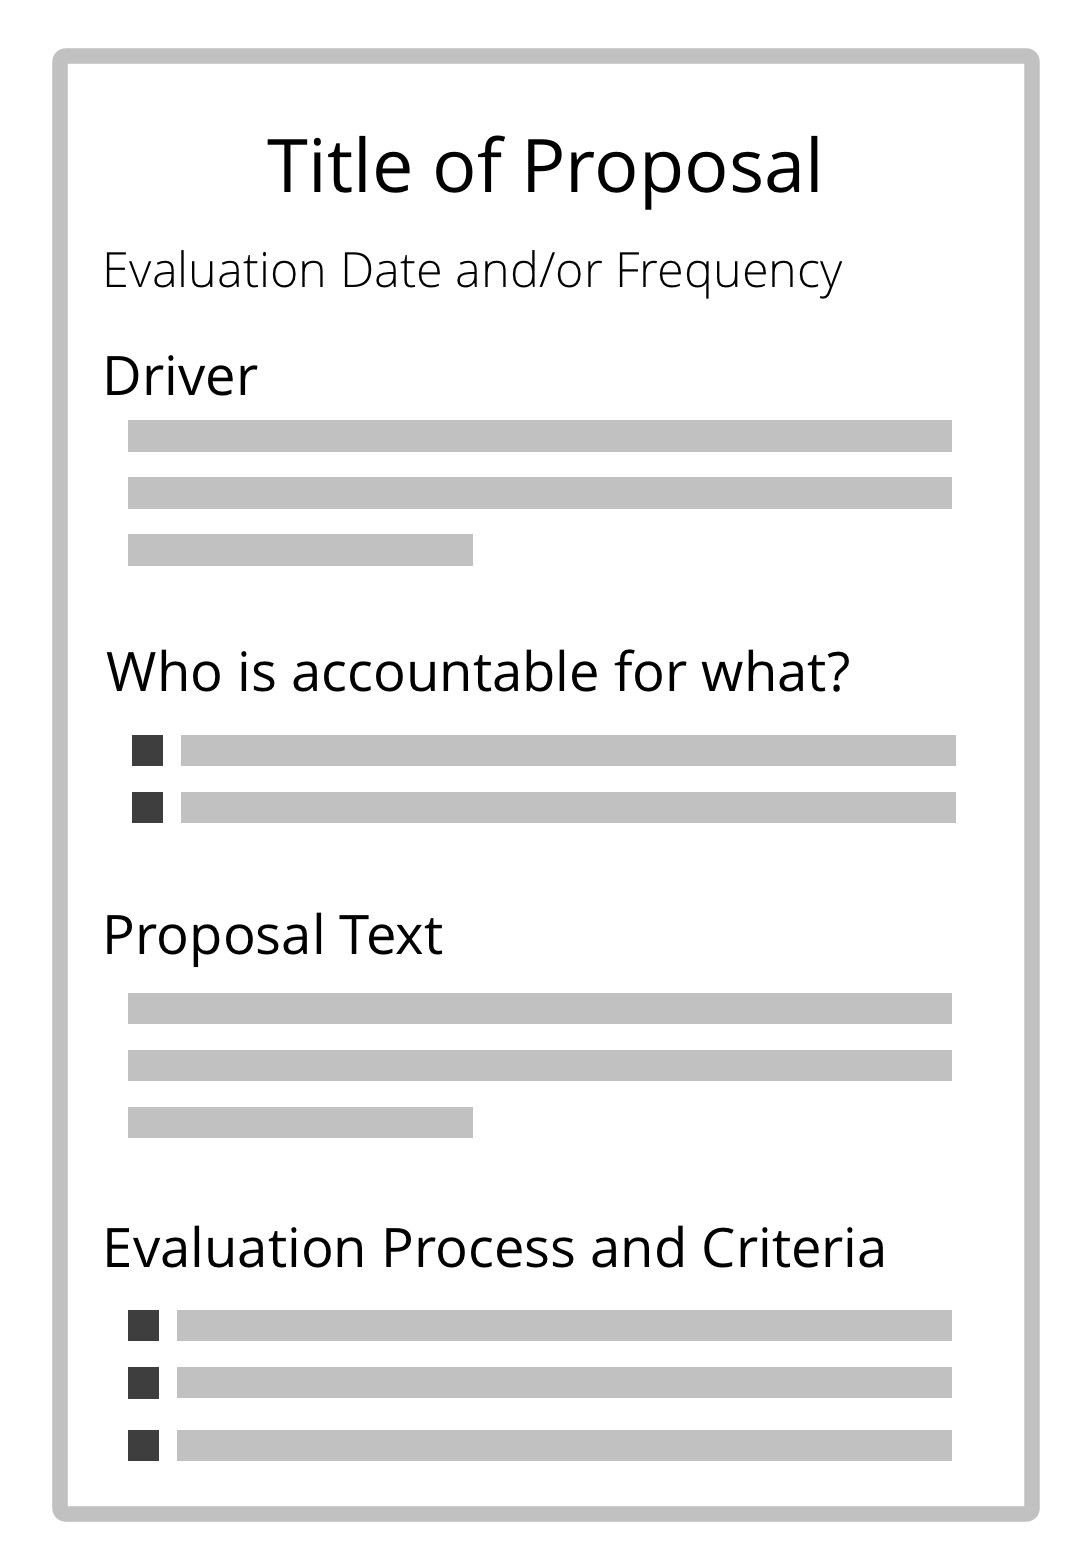 Title of Proposal
Evaluation Date and/or Frequency
Driver
Who is accountable for what?
Proposal Text
Evaluation Process and Criteria